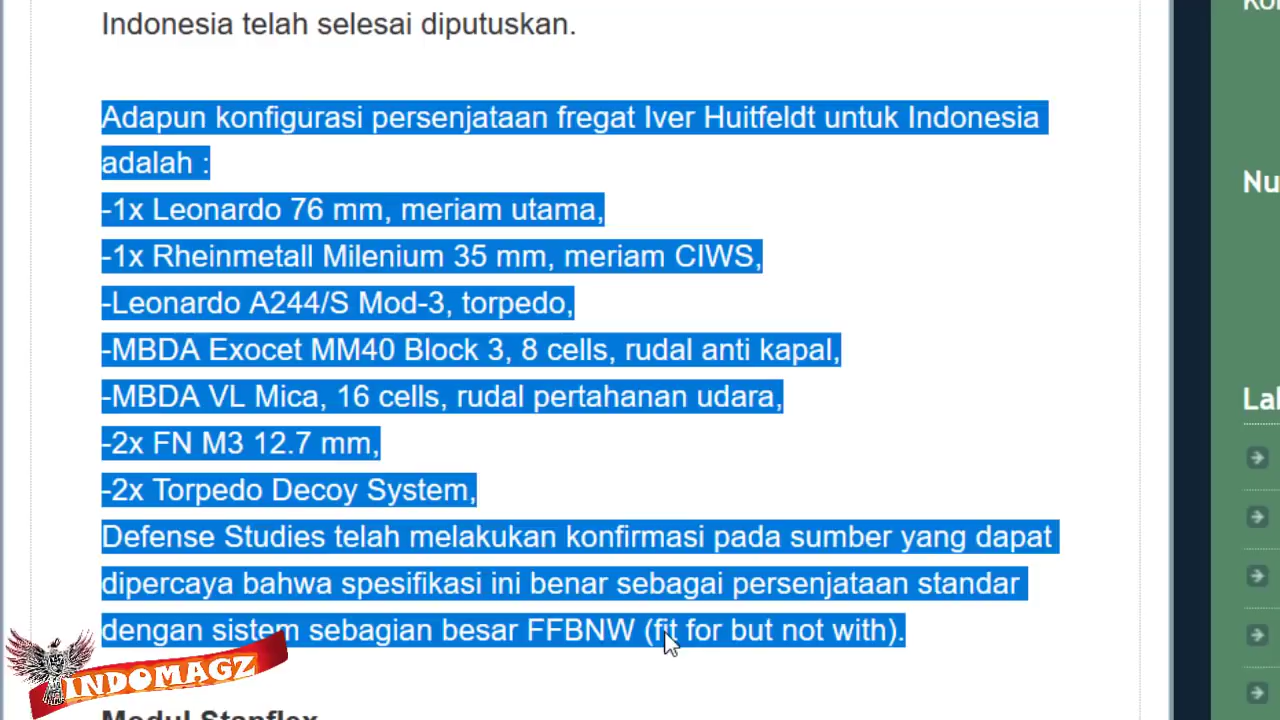 Indonesia telah selesai diputuskan.
Adapun konfigurasi persenjataan fregat Iver Huitfeldt untuk Indonesia
adalah :
-1x Leonardo 76 mm, meriam utama,
-1x Rheinmetall Milenium 35 mm, meriam CIWS,
-Leonardo A244/S Mod-3, torpedo,
-MBDA Exocet MM40 Block 3, 8 cells, rudal anti kapal,
-MBDA VL Mica, 16 cells, rudal pertahanan udara,
-2x FN M3 12.7 mm,
-2x Torpedo Decoy System,
Defense Studies telah melakukan konfirmasi pada sumber yang dapat
dipercaya bahwa spesifikasi ini benar sebagai persenjataan standar
dengan sistem sebagian besar FFBNW (fit for but not with).
Modul Stanflex
INDOMAGZ
Nu